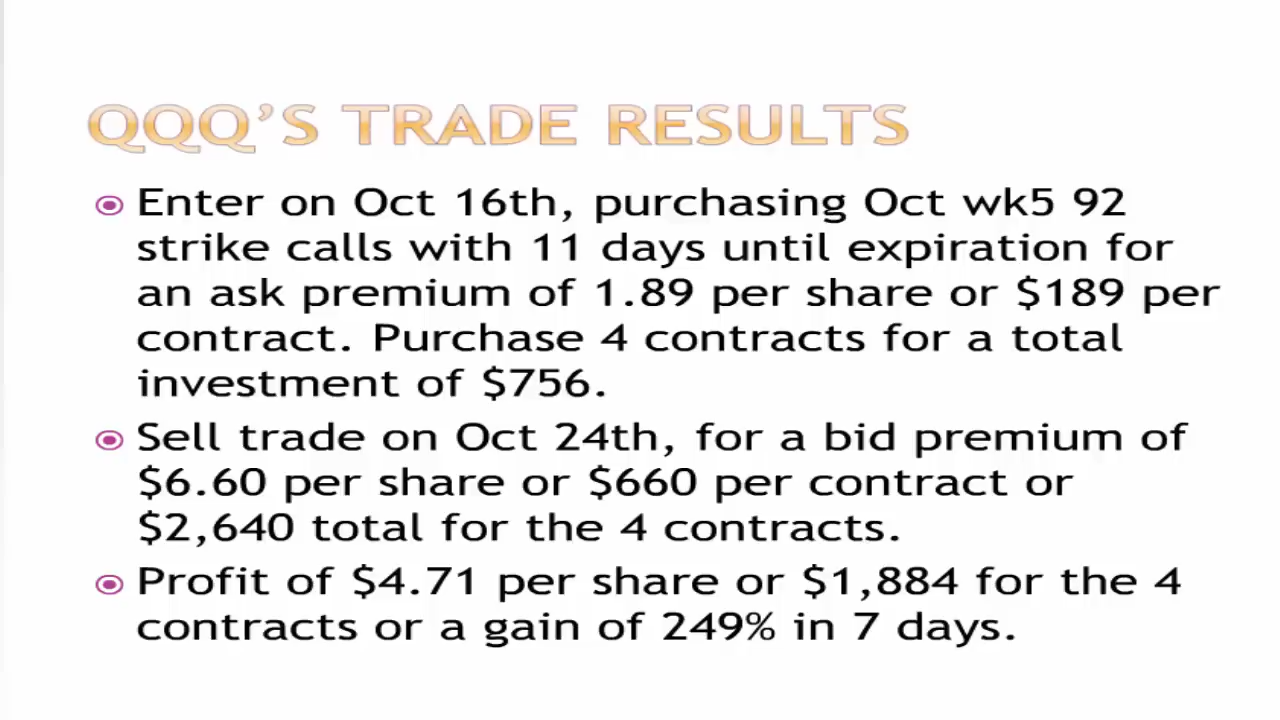 QQQ'S TRADE RESULTS
Enter on Oct 16th, purchasing Oct wk5 92
strike calls with 11 days until expiration for
an ask premium of 1.89 per share or $189 per
contract. Purchase 4 contracts for a total
investment of $756.
Sell trade on Oct 24th, for a bid premium of
$6.60 per share or $660 per contract or
$2,640 total for the 4 contracts.
Profit of $4.71 per share or $1,884 for the 4
contracts or a gain of 249% in 7 days.